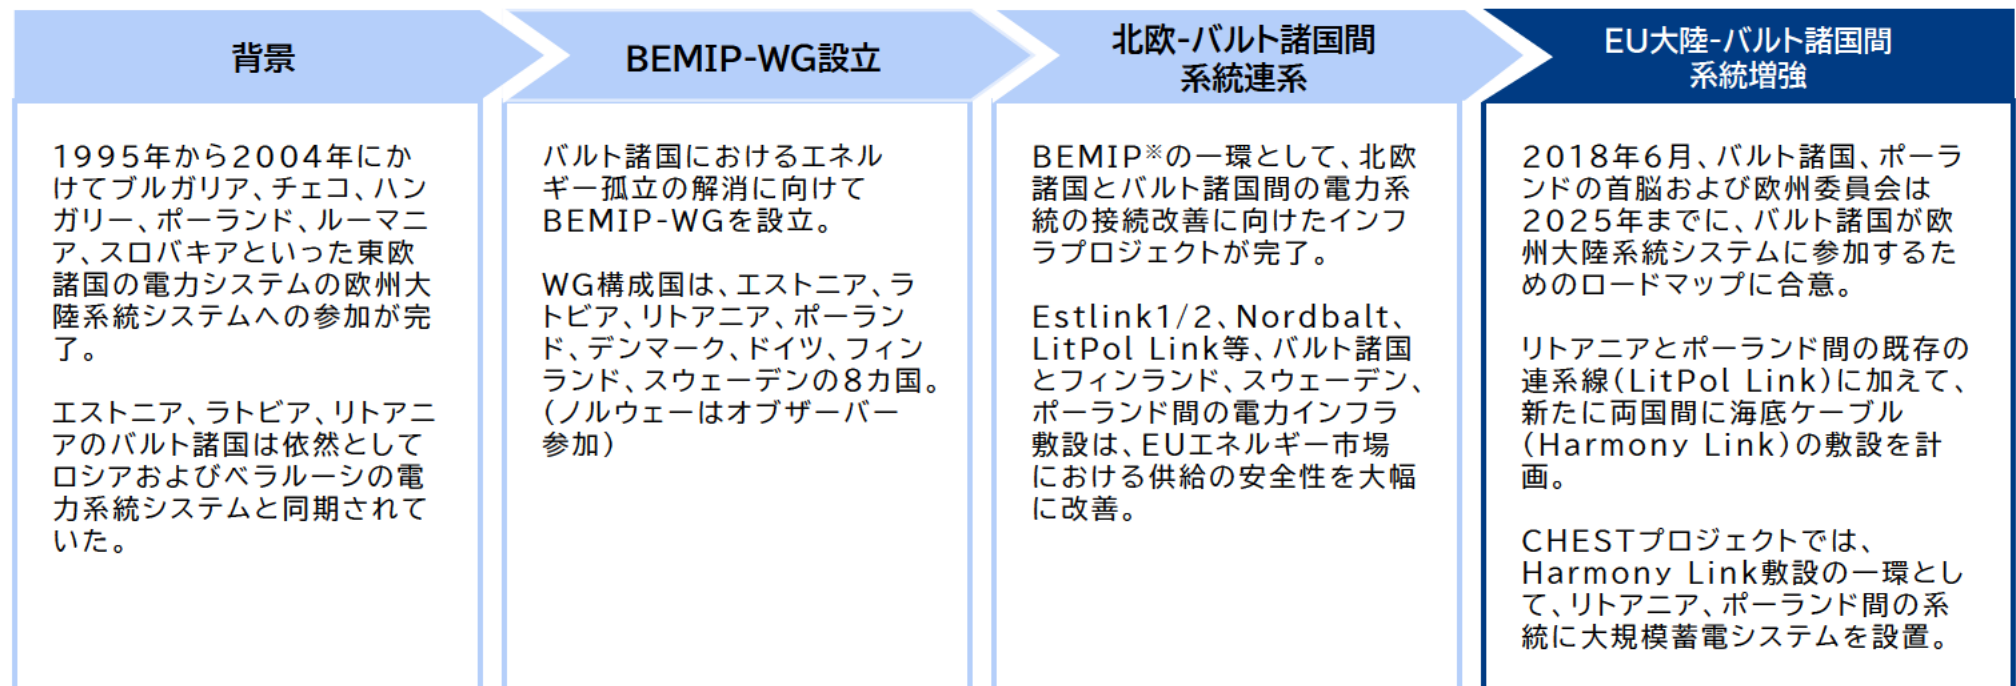 背景
1995年から2004年にか
けてブルガリア、チェコ、ハン
ガリー、ポーランド、ルーマニ
ア、スロバキアといった東欧
諸国の電力システムの欧州大
陸系統システムへの参加が完
了。
エストニア、ラトビア、リトアニ
アのバルト諸国は依然として
ロシアおよびベラルーシの電
力系統システムと同期されて
いた。
BEMIP-WG設立
バルト諸国におけるエネル
ギー孤立の解消に向けて
BEMIP-WGを設立。
WG構成国は、エストニア、ラ
トビア、リトアニア、ポーラン
ド、デンマーク、ドイツ、フィン
ランド、スウェーデンの8カ国。
(ノルウェーはオブザーバー
参加)
北欧-バルト諸国間
系統連系
BEMIP※の一環として、北欧
諸国とバルト諸国間の電力系
統の接続改善に向けたインフ
ラプロジェクトが完了。
Estlink1/2、Nordbalt、
LitPol Link等、バルト諸国
とフィンランド、スウェーデン、
ポーランド間の電力インフラ
敷設は、EUエネルギー市場
における供給の安全性を大幅
に改善。
EU大陸-バルト諸国間
系統増強
2018年6月、バルト諸国、ポーラ
ンドの首脳および欧州委員会は
2025年までに、バルト諸国が欧
州大陸系統システムに参加するた
めのロードマップに合意。
リトアニアとポーランド間の既存の
連系線(LitPol Link)に加えて、
新たに両国間に海底ケーブル
(Harmony Link)の敷設を計
画。
CHESTプロジェクトでは、
Harmony Link敷設の一環とし
て、リトアニア、ポーランド間の系
統に大規模蓄電システムを設置。